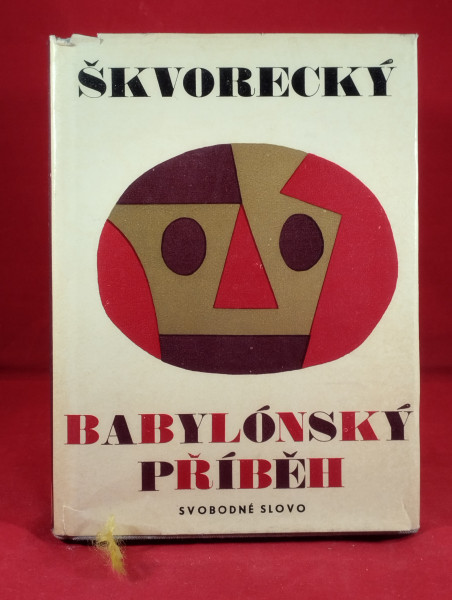 ŠKVORECKÝ
BABYLÓNSKÝ
PŘÍBĚH
SVOBODNÉ SLOVO